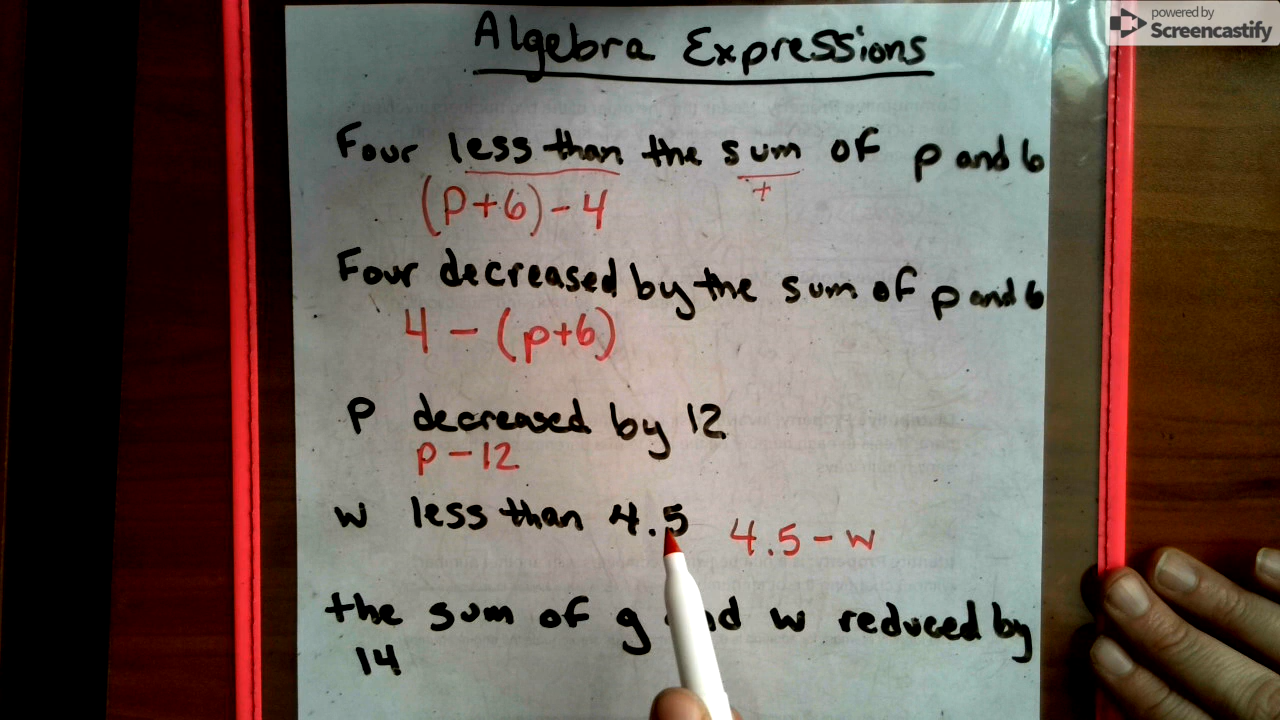 powered by
Screencastify
Algebra Expressions
Four less than the sum of p and 6
+
(p+6)-4
Four decreased by the sum of p and 6
4 - (p+6)
P decreased by 12
p - 12
w less than 4.5 4.5 - w
the sum of g and w reduced by
14